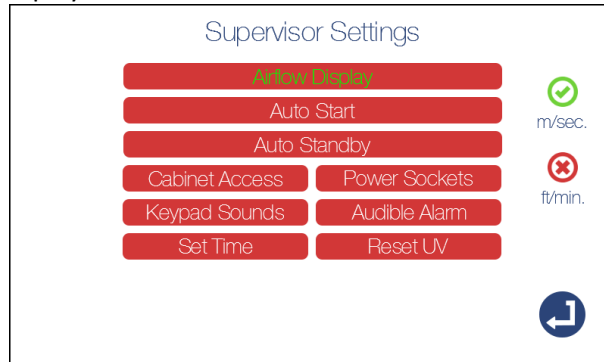 Supervisor Settings
Airflow Display
Auto Start
Auto Standby
Cabinet Access
Power Sockets
Keypad Sounds
Audible Alarm
Set Time
Reset UV
m/sec.
ft/min.